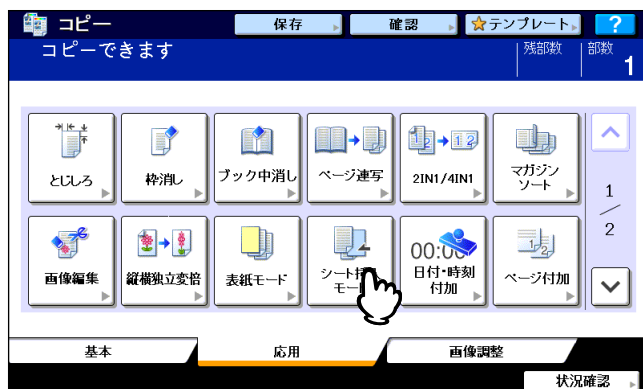 コピー
保存
確認
テンプレート
?
コピーできます
残部数
部数
1
とじしろ
枠消し
ブック中消し
ページ連写
2IN1/4IN1
マガジン
ソート
1
/
2
画像編集
縦横独立変倍
表紙モード
シート
モー
00:00
日付・時刻
付加
ページ付加
基本
応用
画像調整
状況確認